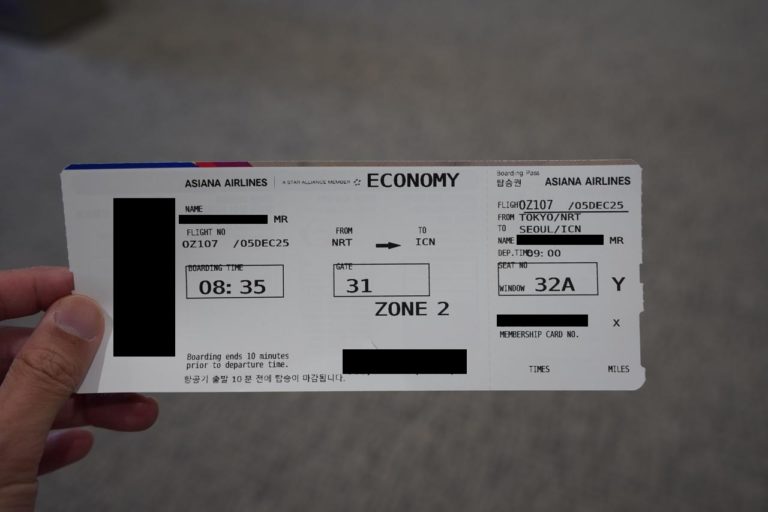 ASIANA AIRLINES A STAR ALLIANCE MEMBER ECONOMY
NAME
MR
FLIGHT NO FROM TO
OZ107 /05DEC25 NRT ICN
BOARDING TIME GATE
08:35 31
ZONE 2
Boarding ends 10 minutes
prior to departure time.
항공기 출발 10분 전에 탑승이 마감됩니다.
Boarding Pass
탑승권 ASIANA AIRLINES
FLIGHT OZ107 /05DEC25
FROM TOKYO/NRT
TO SEOUL/ICN
NAME MR
DEP.TIME 09:00
SEAT NO
WINDOW 32A Y
X
MEMBERSHIP CARD NO.
TIMES MILES